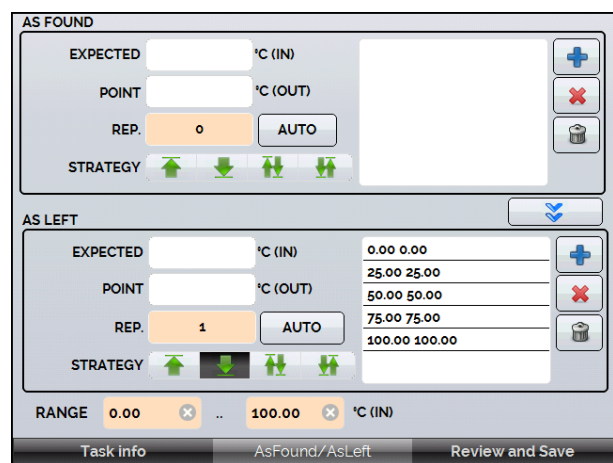 AS FOUND
EXPECTED °C (IN)
POINT °C (OUT)
REP. 0 AUTO
STRATEGY
AS LEFT
EXPECTED °C (IN)
POINT °C (OUT)
REP. 1 AUTO
STRATEGY
0.00 0.00
25.00 25.00
50.00 50.00
75.00 75.00
100.00 100.00
RANGE 0.00 .. 100.00 °C (IN)
Task info AsFound/AsLeft Review and Save